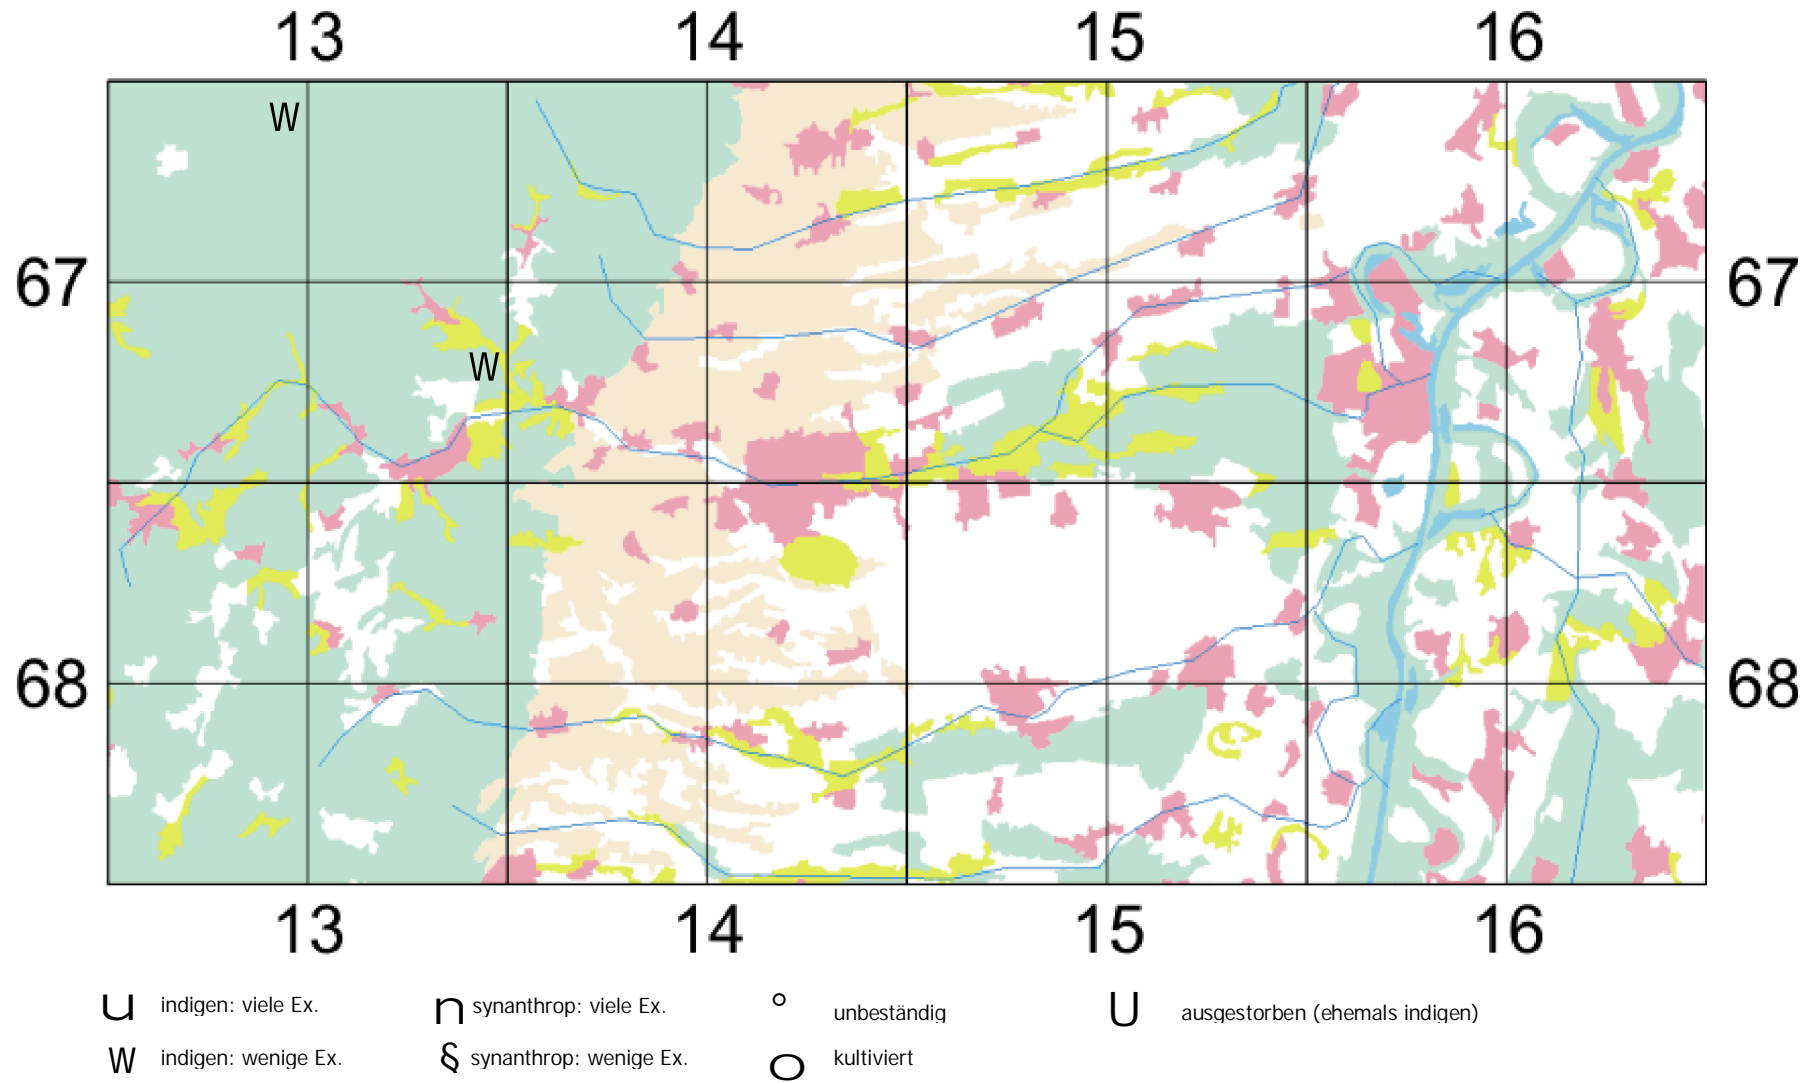 13 14 15 16
W
67 67
W
68 68
13 14 15 16
u indigen: viele Ex. n synanthrop: viele Ex. ° unbeständig U ausgestorben (ehemals indigen)
W indigen: wenige Ex. § synanthrop: wenige Ex. o kultiviert